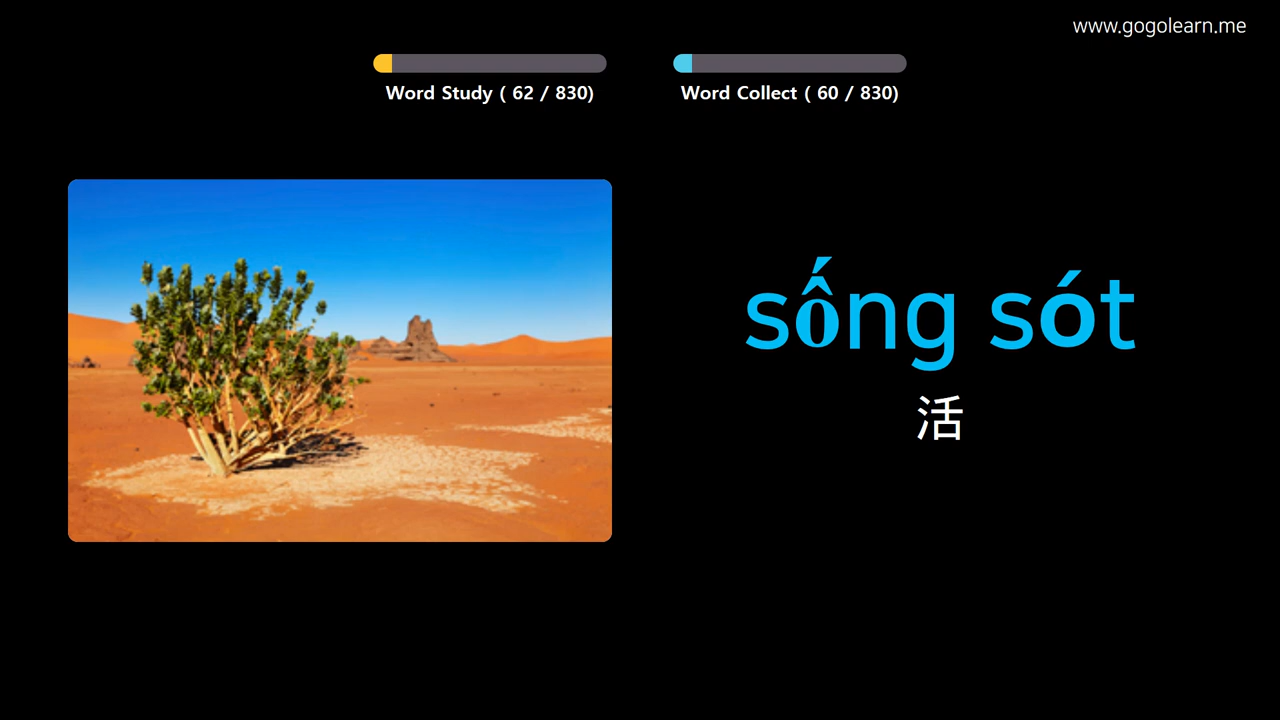 www.gogolearn.me
Word Study ( 62 / 830)
Word Collect ( 60 / 830)
sống sót
活